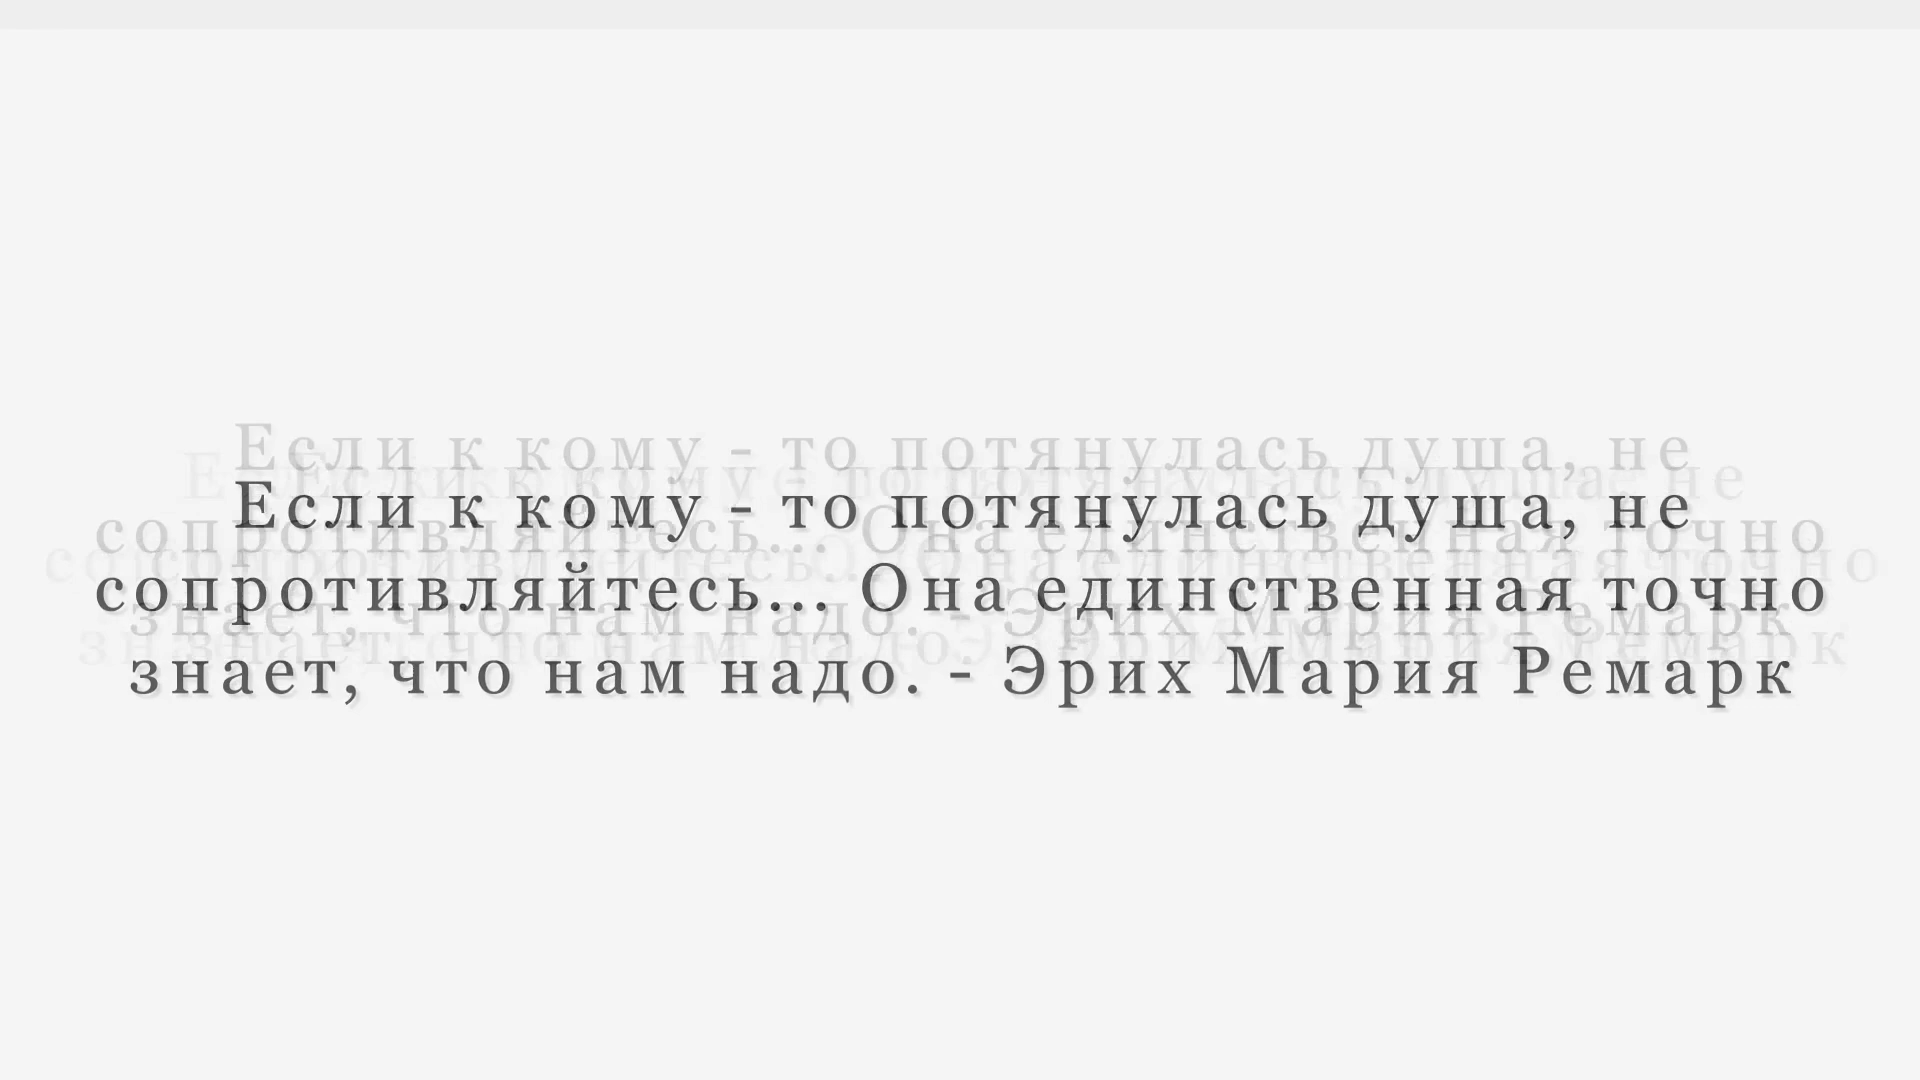 Если к кому - то потянулась душа, не
сопротивляйтесь... Она единственная точно
знает, что нам надо. - Эрих Мария Ремарк